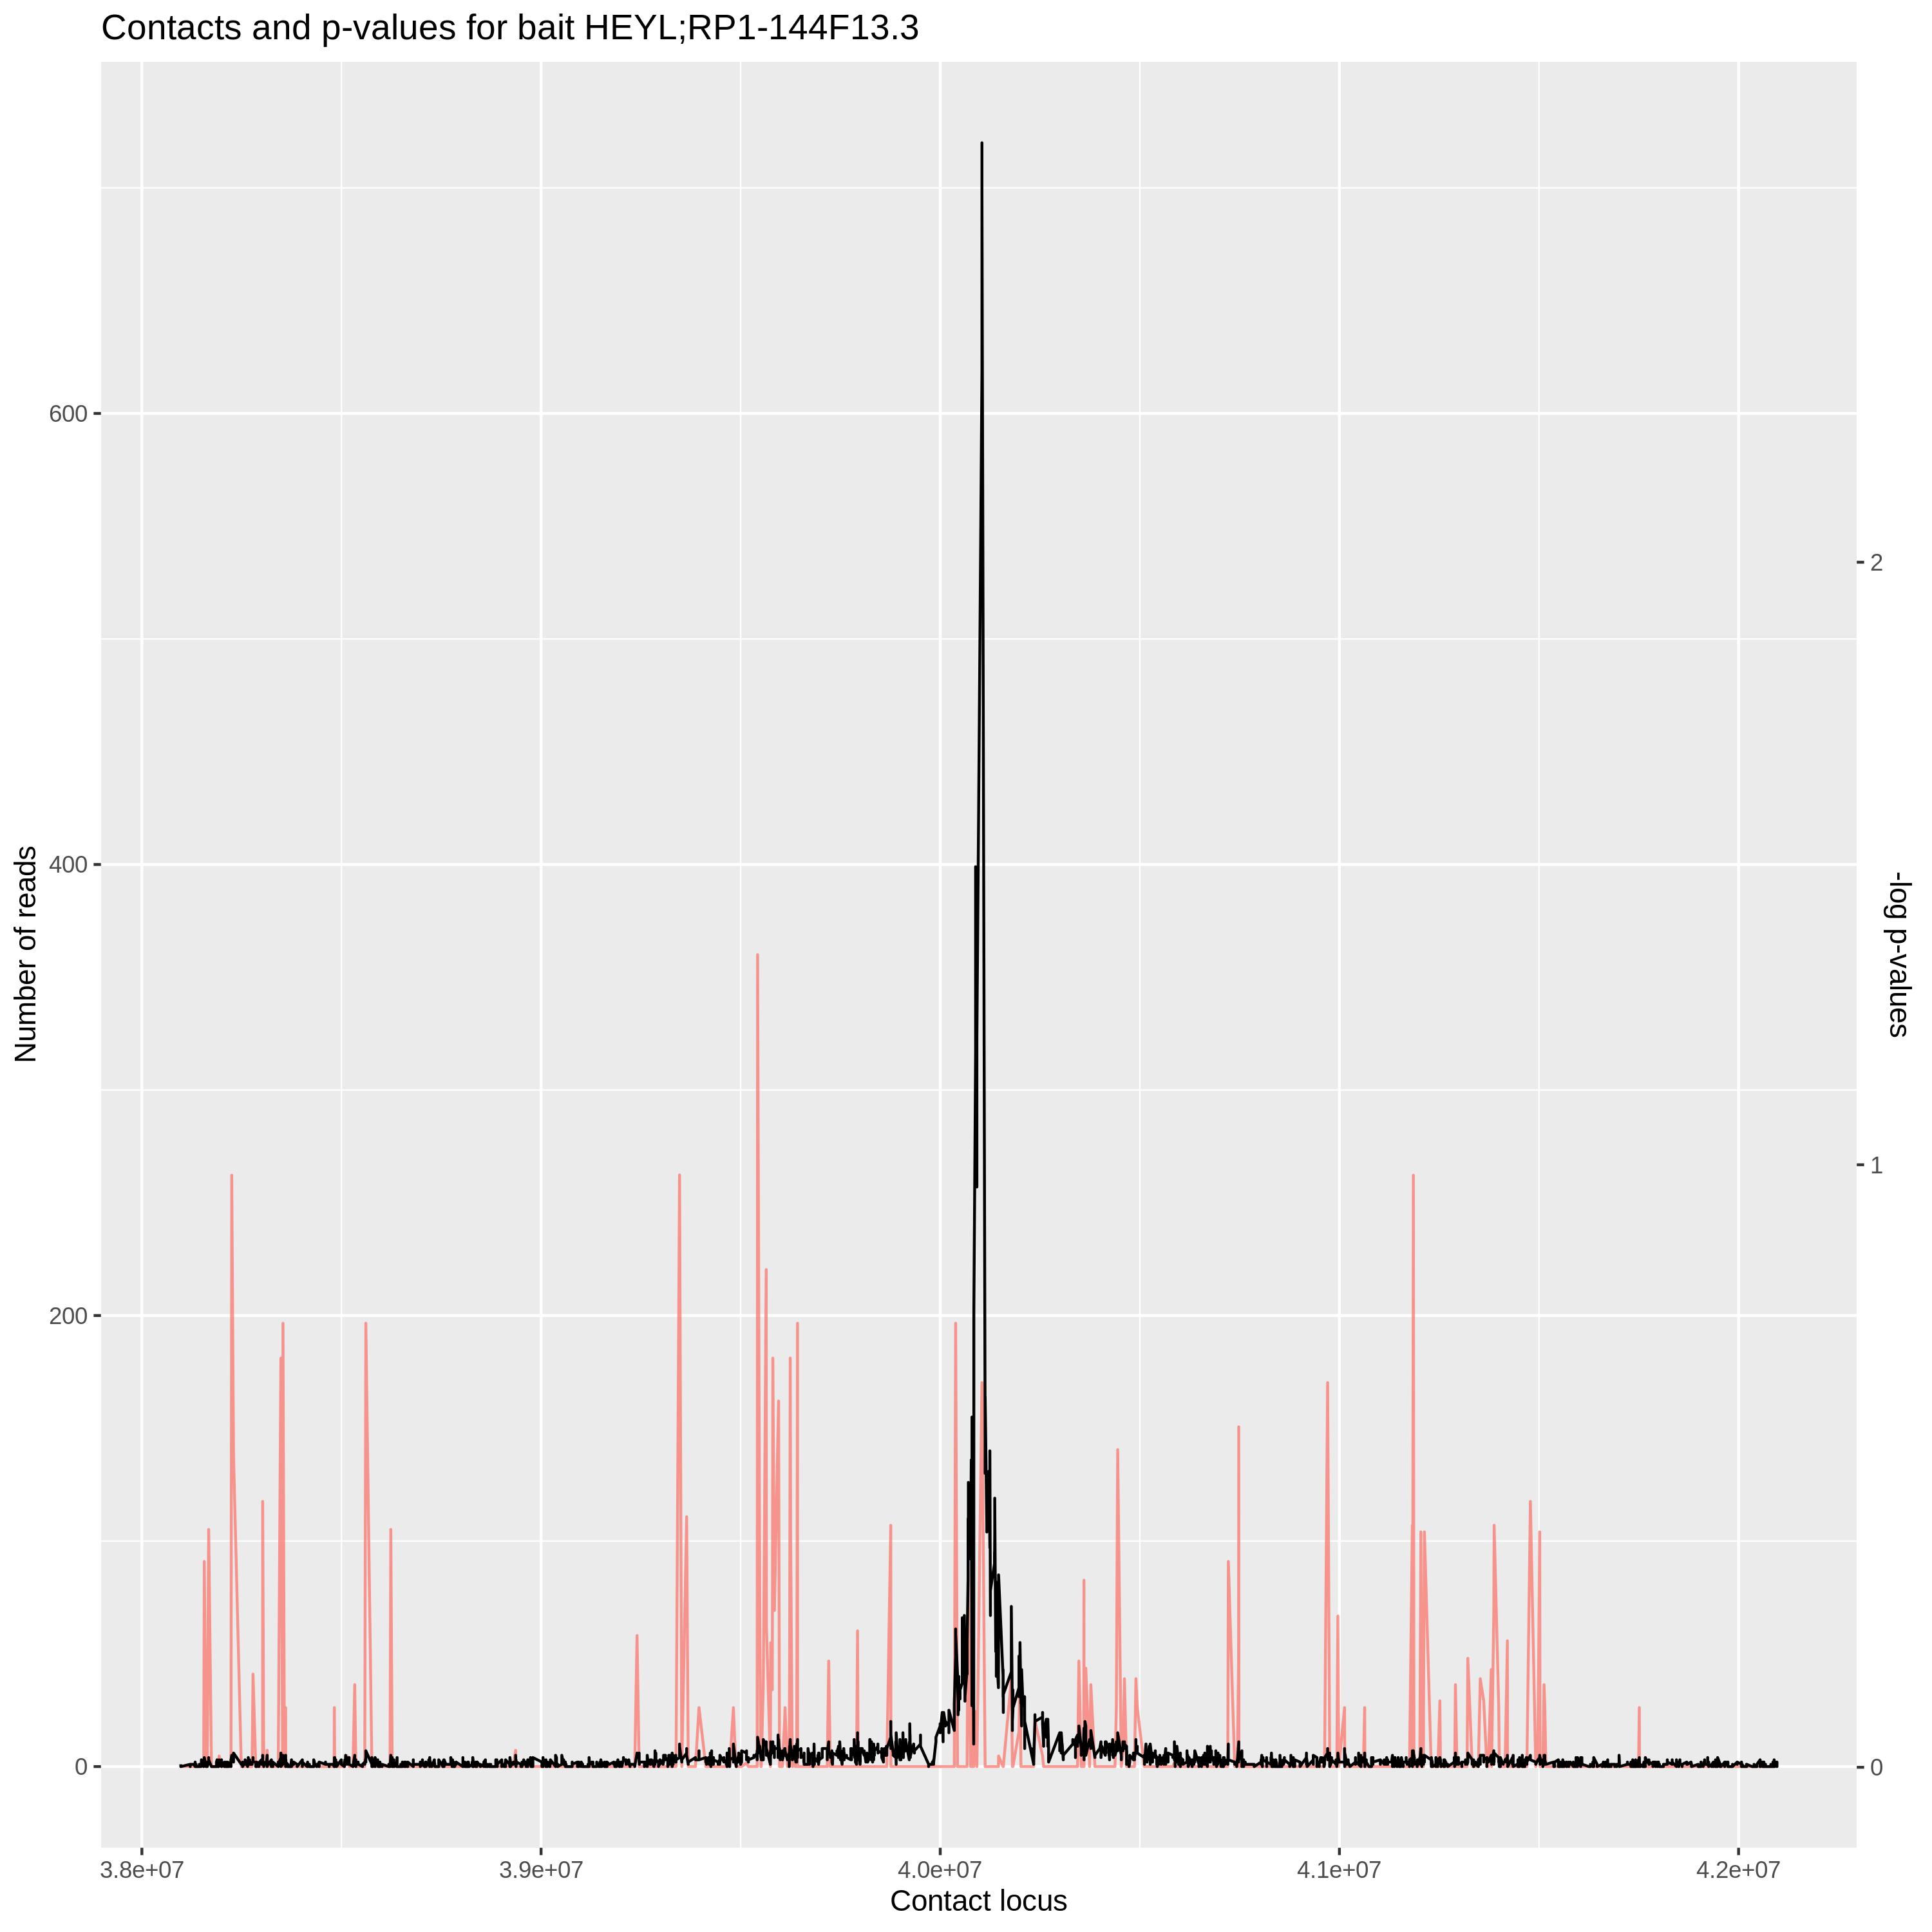 Contacts and p-values for bait HEYL;RP1-144F13.3
600
400
200
0
Number of reads
2
1
0
-log p-values
3.8e+07 3.9e+07 4.0e+07 4.1e+07 4.2e+07
Contact locus